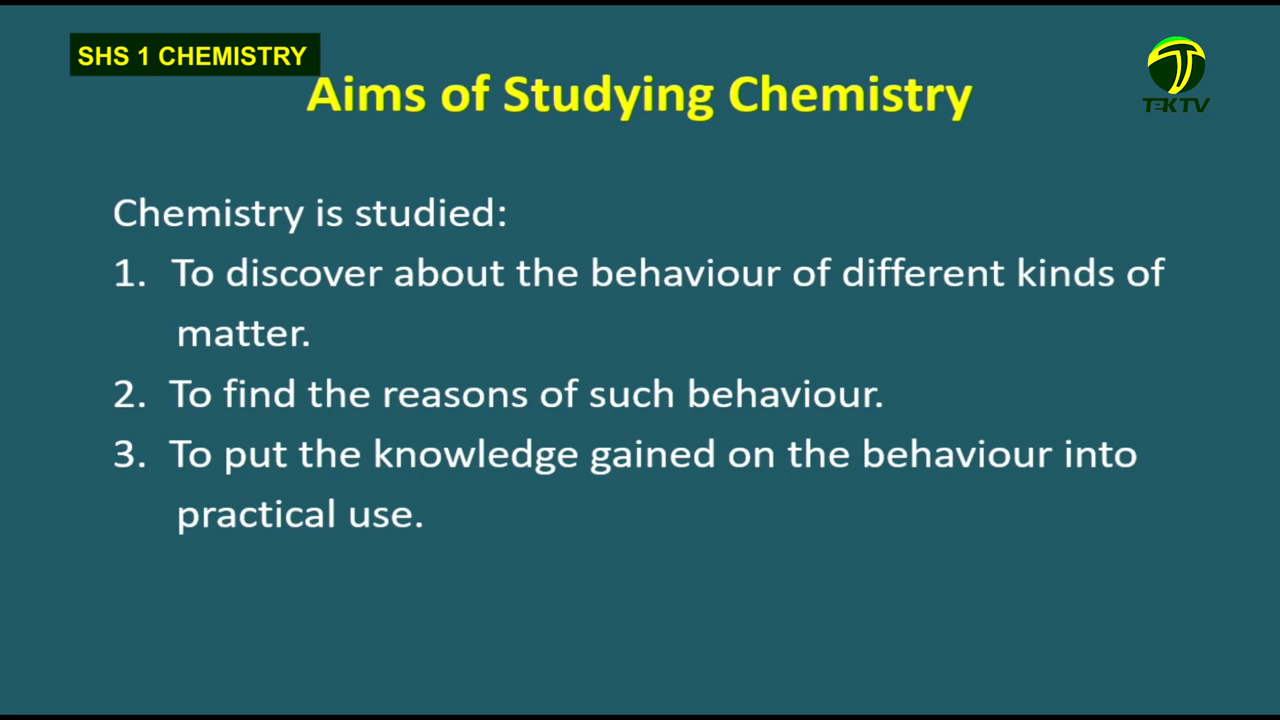 SHS 1 CHEMISTRY
TEKTV
Aims of Studying Chemistry
Chemistry is studied:
1. To discover about the behaviour of different kinds of
matter.
2. To find the reasons of such behaviour.
3. To put the knowledge gained on the behaviour into
practical use.